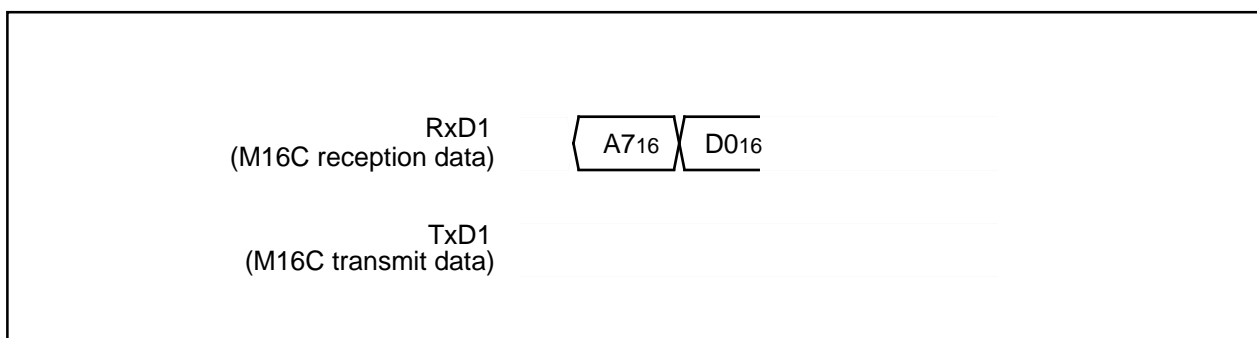 RxD1
(M16C reception data)
A716
D016
TxD1
(M16C transmit data)